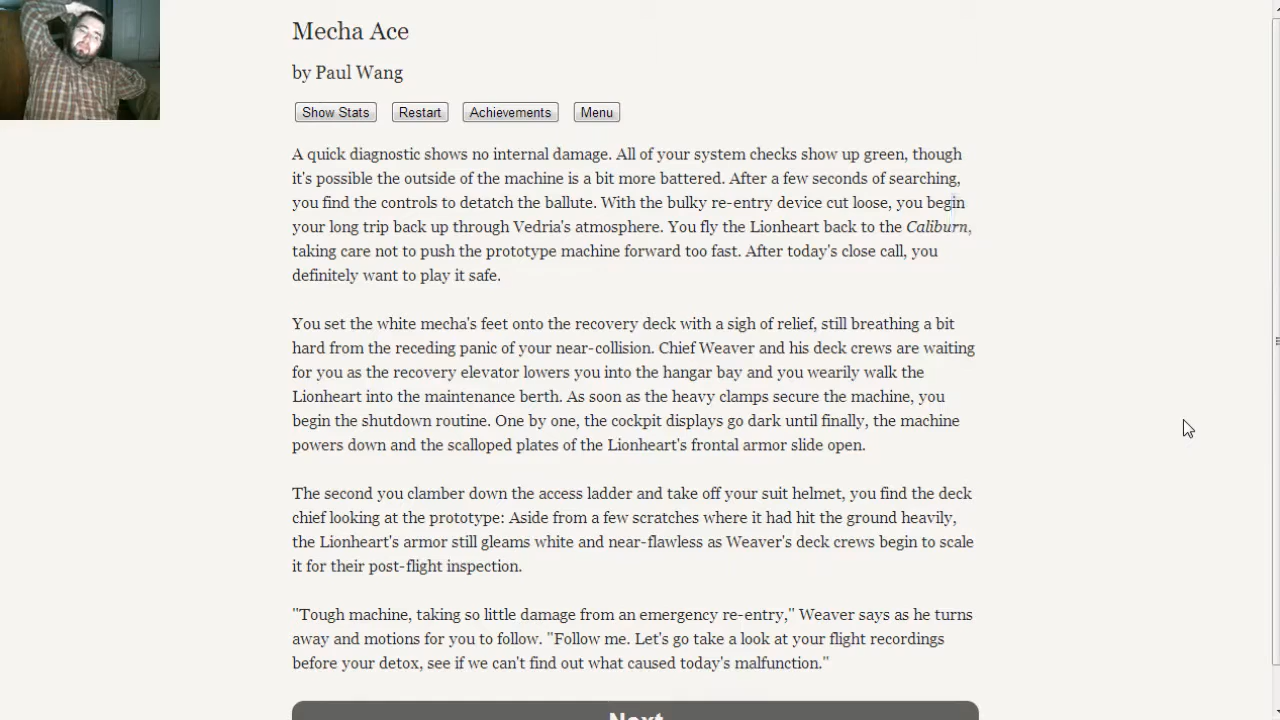 Mecha Ace
by Paul Wang
Show Stats Restart Achievements Menu
A quick diagnostic shows no internal damage. All of your system checks show up green, though
it's possible the outside of the machine is a bit more battered. After a few seconds of searching,
you find the controls to detatch the ballute. With the bulky re-entry device cut loose, you begin
your long trip back up through Vedria's atmosphere. You fly the Lionheart back to the Caliburn,
taking care not to push the prototype machine forward too fast. After today's close call, you
definitely want to play it safe.
You set the white mecha's feet onto the recovery deck with a sigh of relief, still breathing a bit
hard from the receding panic of your near-collision. Chief Weaver and his deck crews are waiting
for you as the recovery elevator lowers you into the hangar bay and you wearily walk the
Lionheart into the maintenance berth. As soon as the heavy clamps secure the machine, you
begin the shutdown routine. One by one, the cockpit displays go dark until finally, the machine
powers down and the scalloped plates of the Lionheart's frontal armor slide open.
The second you clamber down the access ladder and take off your suit helmet, you find the deck
chief looking at the prototype: Aside from a few scratches where it had hit the ground heavily,
the Lionheart's armor still gleams white and near-flawless as Weaver's deck crews begin to scale
it for their post-flight inspection.
"Tough machine, taking so little damage from an emergency re-entry," Weaver says as he turns
away and motions for you to follow. "Follow me. Let's go take a look at your flight recordings
before your detox, see if we can't find out what caused today's malfunction."
Next